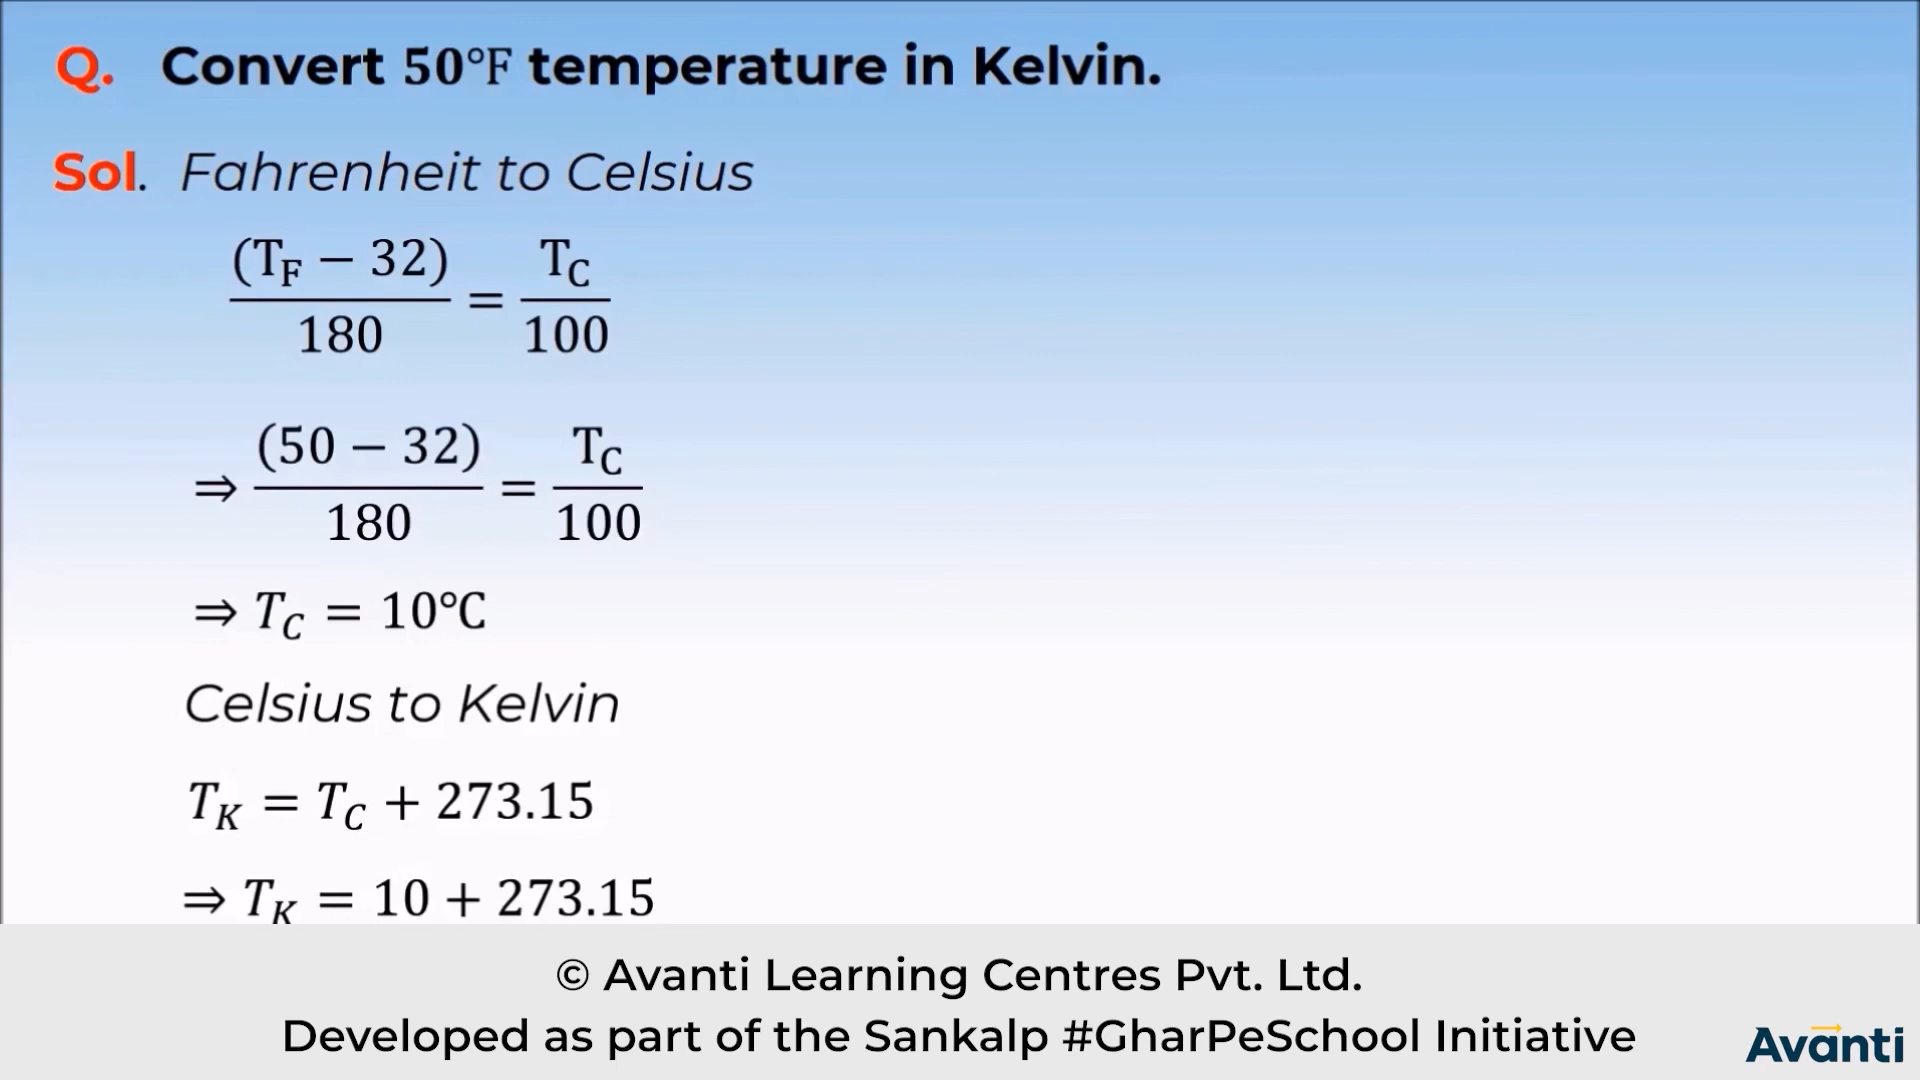 Q. Convert 50°F temperature in Kelvin.
Sol. Fahrenheit to Celsius
(T_F − 32)/180 = T_C/100
⇒ (50 − 32)/180 = T_C/100
⇒ T_C = 10°C
Celsius to Kelvin
T_K = T_C + 273.15
⇒ T_K = 10 + 273.15
© Avanti Learning Centres Pvt. Ltd.
Developed as part of the Sankalp #GharPeSchool Initiative
Avanti